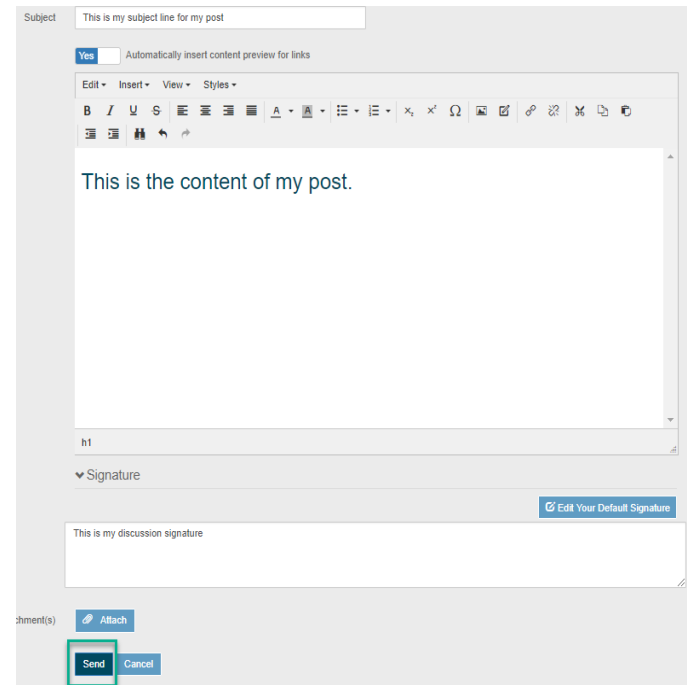 Subject This is my subject line for my post
Yes Automatically insert content preview for links
Edit Insert View Styles
B I U S A A x₂ x² Ω
This is the content of my post.
h1
Signature
Edit Your Default Signature
This is my discussion signature
chment(s) Attach
Send Cancel